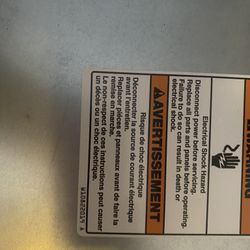 Electrical Shock Hazard
Disconnect power before servicing.
Replace all parts and panels before operating.
Failure to do so can result in death or
electrical shock.
AVERTISSEMENT
Risque de choc électrique
Déconnecter la source de courant électrique
avant l'entretien.
Replacer pièces et panneaux avant de faire la
remise en marche.
Le non-respect de ces instructions peut causer
un décès ou un choc électrique.
W10822019 A